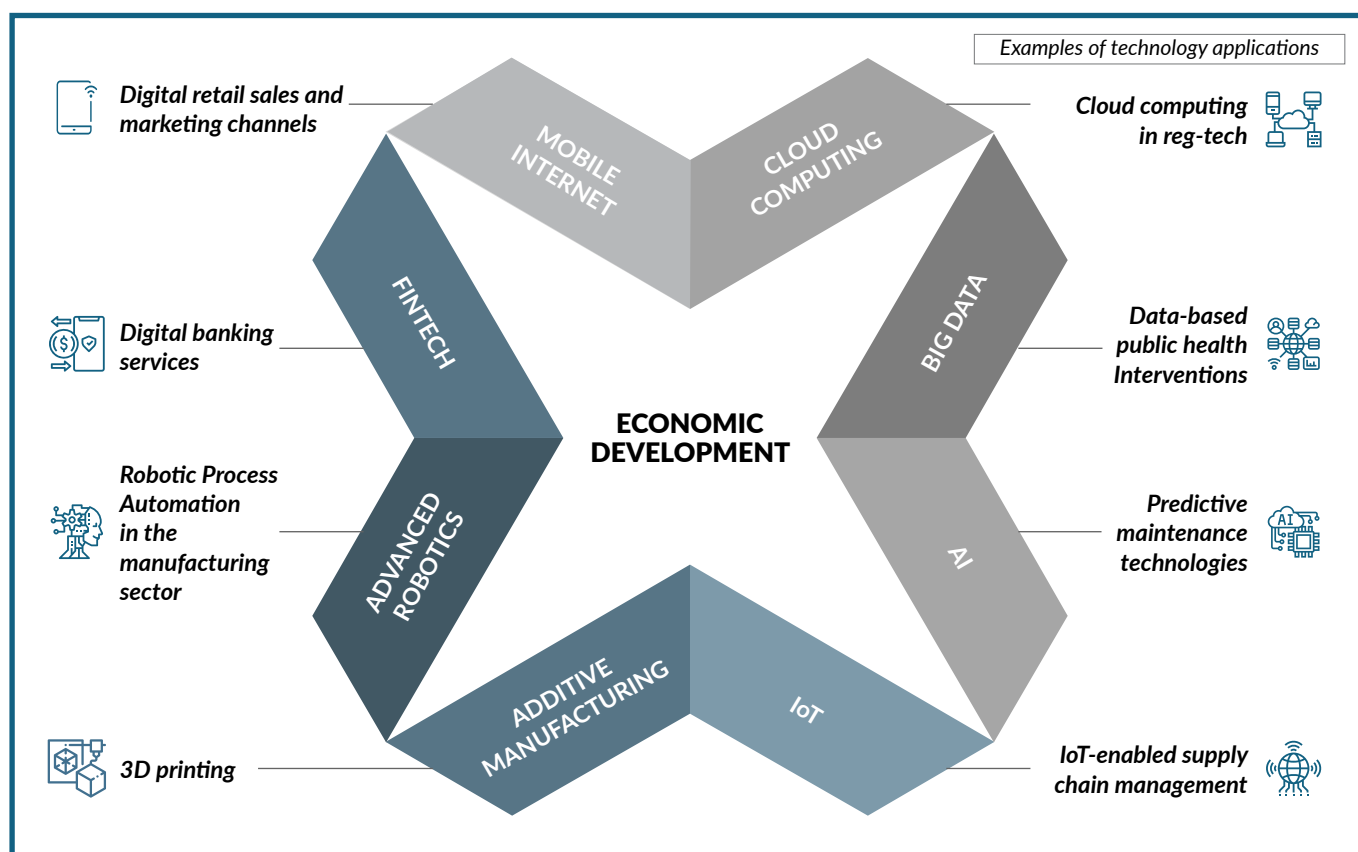 Examples of technology applications
Digital retail sales and
marketing channels
MOBILE
INTERNET
CLOUD
COMPUTING
Cloud computing
in reg-tech
FINTECH
BIG DATA
Digital banking
services
Data-based
public health
Interventions
ECONOMIC
DEVELOPMENT
Robotic Process
Automation
in the
manufacturing
sector
ADVANCED
ROBOTICS
AI
Predictive
maintenance
technologies
AI
ADDITIVE
MANUFACTURING
IoT
3D printing
IoT-enabled supply
chain management